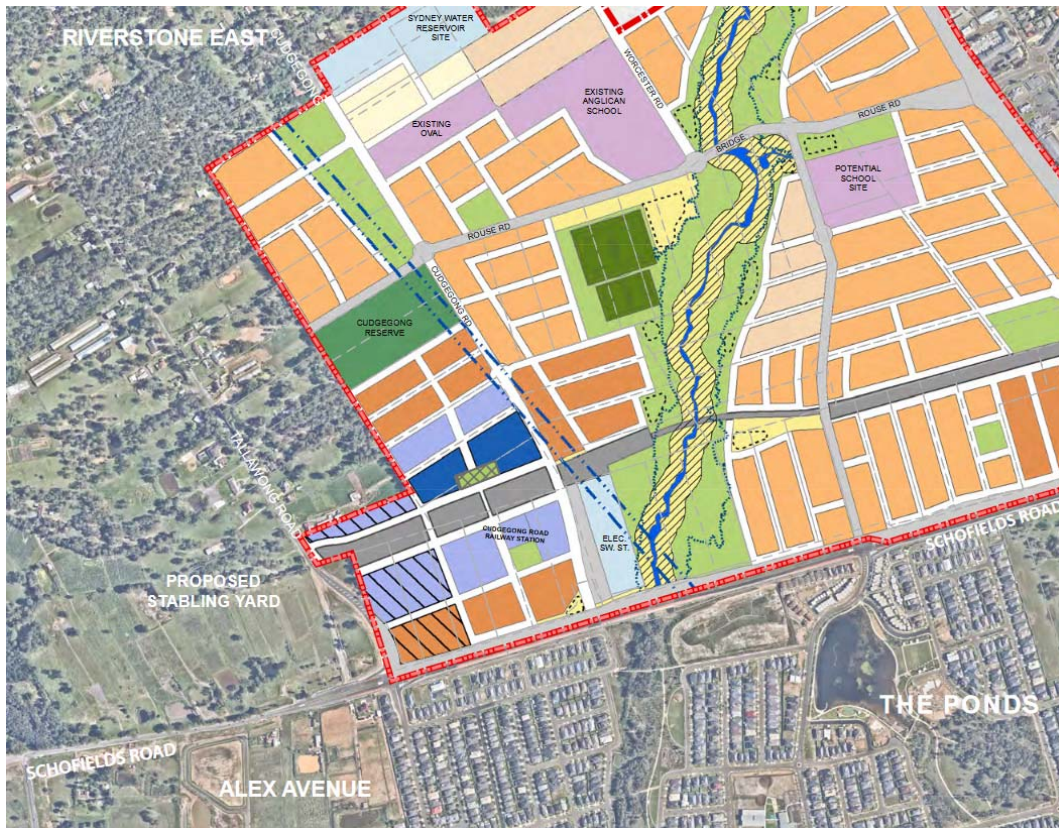 SYDNEY WATER
RESERVOIR
SITE
RIVERSTONE EAST
CUDGEGONG
WORCESTER RD
EXISTING
ANGLICAN
SCHOOL
EXISTING
OVAL
ROUSE RD
BRIDGE
POTENTIAL
SCHOOL
SITE
ROUSE RD
CUDGEGONG RD
CUDGEGONG
RESERVE
TALLAWONG ROAD
CUDGEGONG ROAD
RAILWAY STATION
ELEC.
SW. ST.
SCHOFIELDS ROAD
PROPOSED
STABLING YARD
THE PONDS
SCHOFIELDS ROAD
ALEX AVENUE